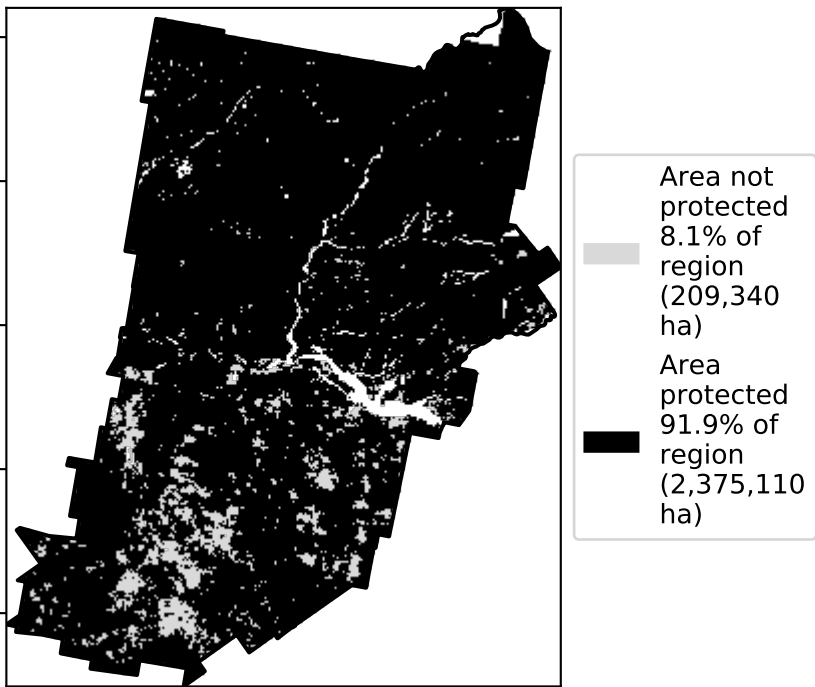 Area not
protected
8.1% of
region
(209,340
ha)
Area
protected
91.9% of
region
(2,375,110
ha)